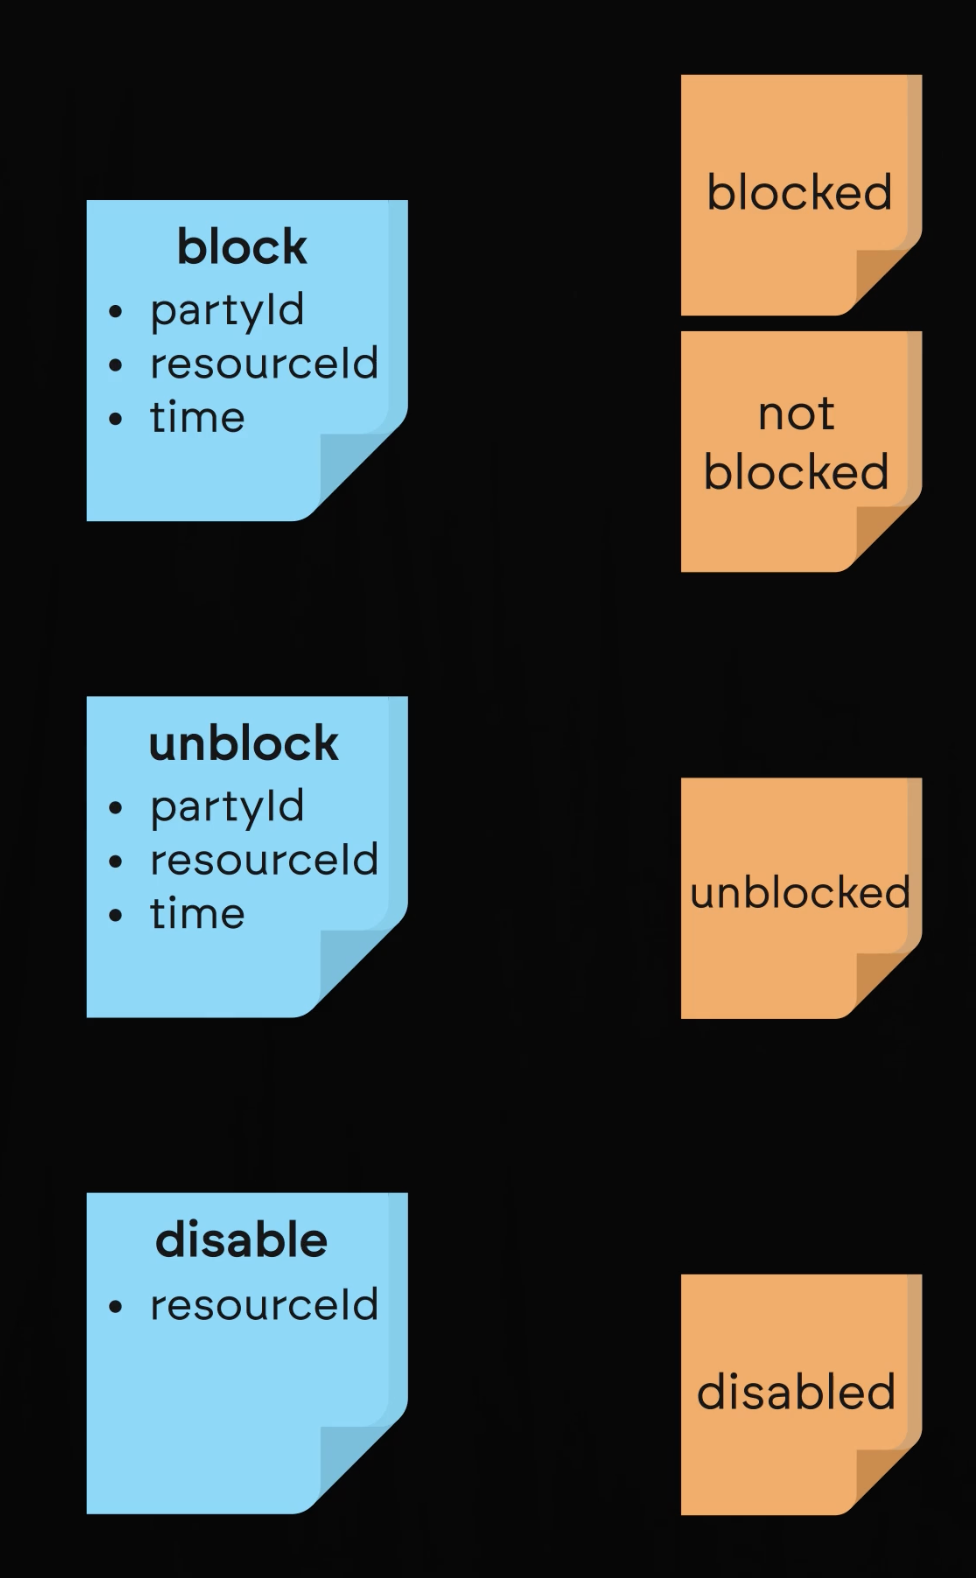 block
• partyId
• resourceId
• time
blocked
not
blocked
unblock
• partyId
• resourceId
• time
unblocked
disable
• resourceId
disabled